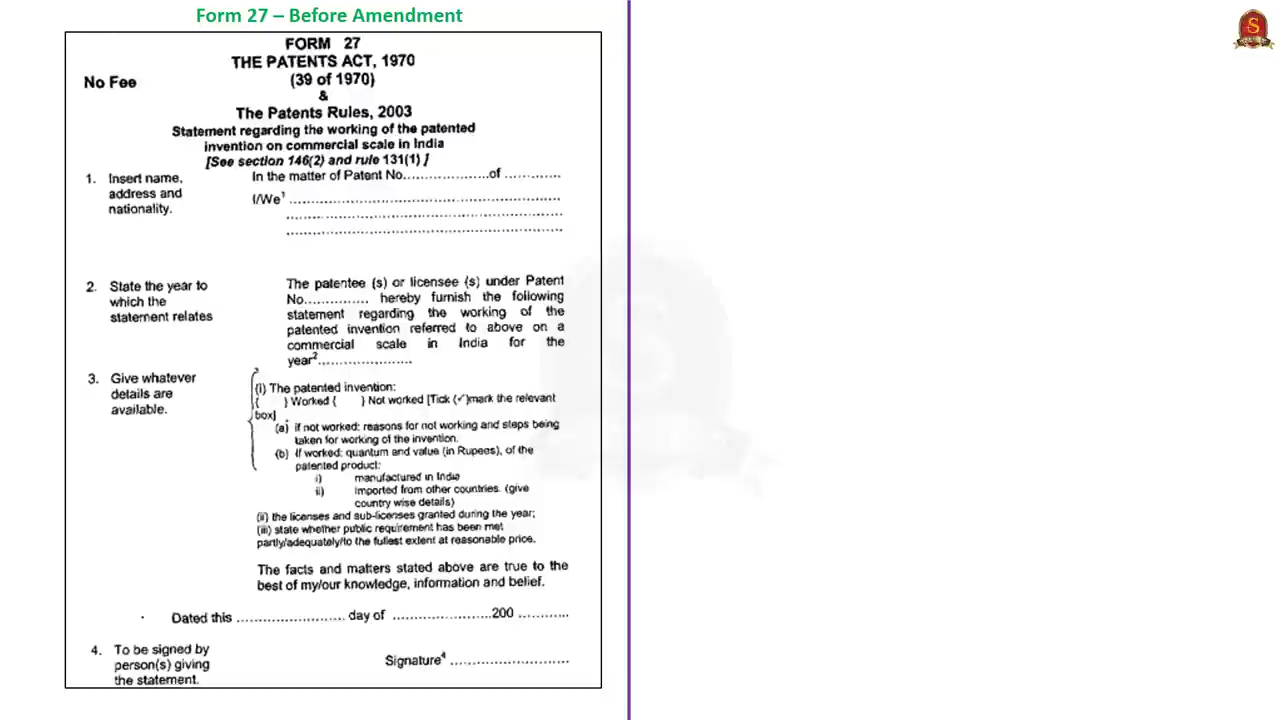 Form 27 – Before Amendment
FORM 27
THE PATENTS ACT, 1970
No Fee
(39 of 1970)
&
The Patents Rules, 2003
Statement regarding the working of the patented
invention on commercial scale in India
[See section 146(2) and rule 131(1) ]
1. Insert name,
address and
nationality.
In the matter of Patent No.....................of ..............
I/We¹ ....................................................................
.....................................................................
.....................................................................
2. State the year to
which the
statement relates
The patentee (s) or licensee (s) under Patent
No................ hereby furnish the following
statement regarding the working of the
patented invention referred to above on a
commercial scale in India for the
year².......................
3. Give whatever
details are
available.
(i) The patented invention:
{ } Worked { } Not worked [Tick (✓)mark the relevant
box]
(a) if not worked: reasons for not working and steps being
taken for working of the invention.
(b) If worked: quantum and value (in Rupees), of the
patented product:
i) manufactured in India
ii) imported from other countries. (give
country wise details)
(ii) the licenses and sub-licenses granted during the year;
(iii) state whether public requirement has been met
partly/adequately/to the fullest extent at reasonable price.
The facts and matters stated above are true to the
best of my/our knowledge, information and belief.
Dated this .......................... day of ........................200 ............
4. To be signed by
person(s) giving
the statement.
Signature⁴ .............................